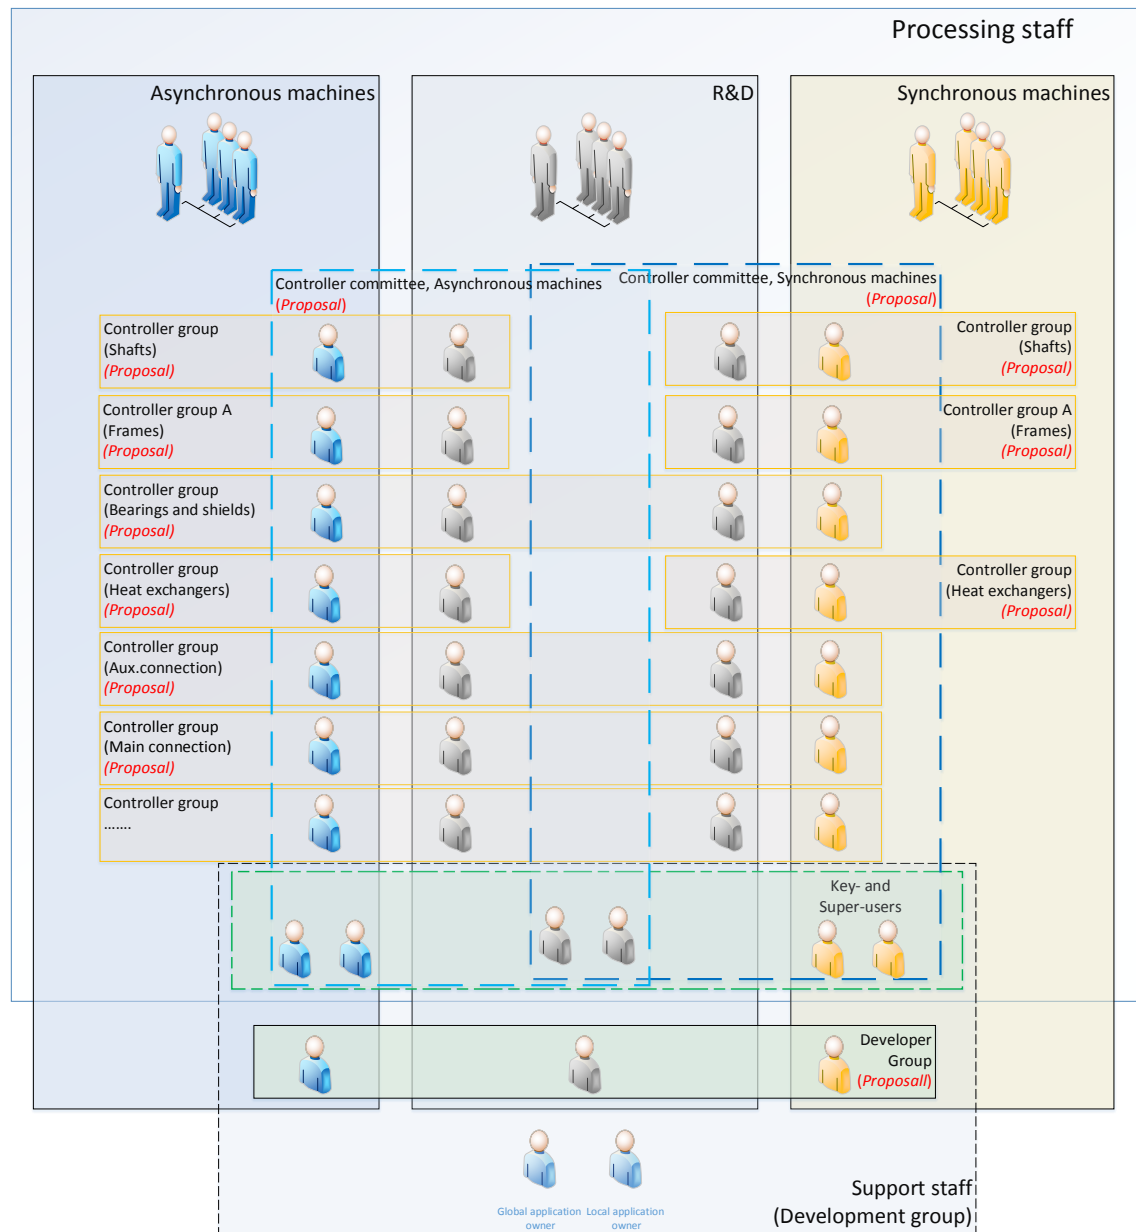 Processing staff
Asynchronous machines
R&D
Synchronous machines
Controller committee, Asynchronous machines
(Proposal)
Controller committee, Synchronous machines
(Proposal)
Controller group
(Shafts)
(Proposal)
Controller group
(Shafts)
(Proposal)
Controller group A
(Frames)
(Proposal)
Controller group A
(Frames)
(Proposal)
Controller group
(Bearings and shields)
(Proposal)
Controller group
(Heat exchangers)
(Proposal)
Controller group
(Heat exchangers)
(Proposal)
Controller group
(Aux.connection)
(Proposal)
Controller group
(Main connection)
(Proposal)
Controller group
.......
Key- and
Super-users
Developer
Group
(Proposall)
Global application
owner
Local application
owner
Support staff
(Development group)